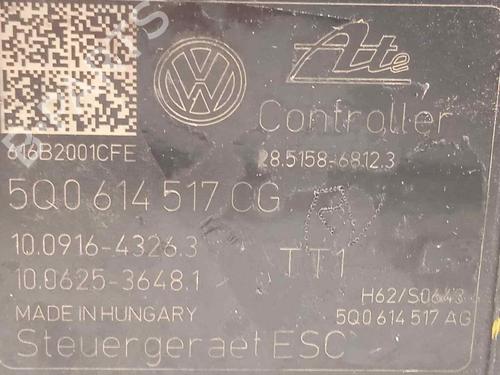 Ate
Controller
616B2001CFE
28.5158-6812.3
5Q0 614 517 CG
10.0916-4326.3
10.0625-3648.1
TT1
MADE IN HUNGARY
H62/S0643
5Q0 614 517 AG
Steuergeraet ESC